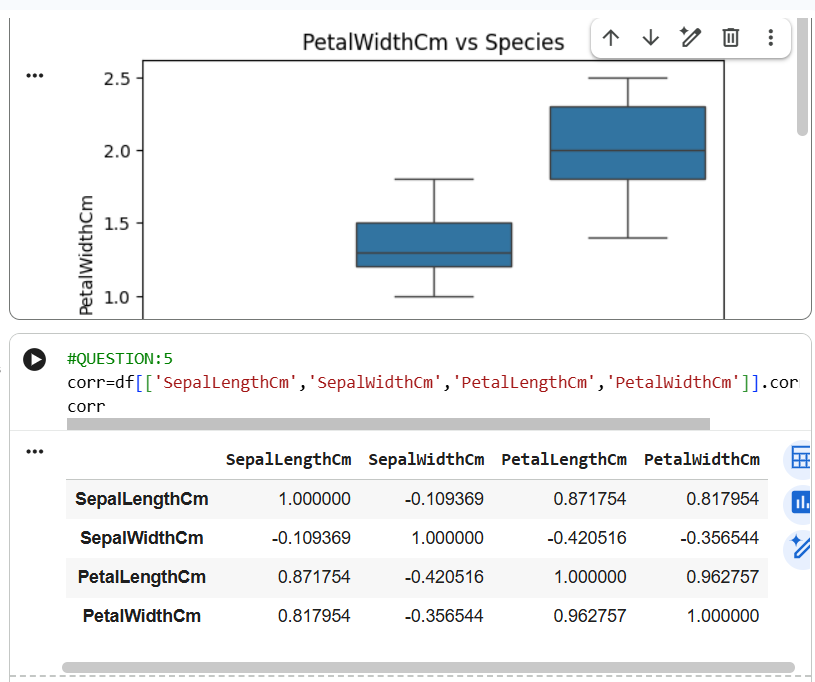 PetalWidthCm vs Species
2.5
2.0
1.5
1.0
PetalWidthCm
#QUESTION:5
corr=df[['SepalLengthCm','SepalWidthCm','PetalLengthCm','PetalWidthCm']].cor
corr
SepalLengthCm SepalWidthCm PetalLengthCm PetalWidthCm
SepalLengthCm 1.000000 -0.109369 0.871754 0.817954
SepalWidthCm -0.109369 1.000000 -0.420516 -0.356544
PetalLengthCm 0.871754 -0.420516 1.000000 0.962757
PetalWidthCm 0.817954 -0.356544 0.962757 1.000000